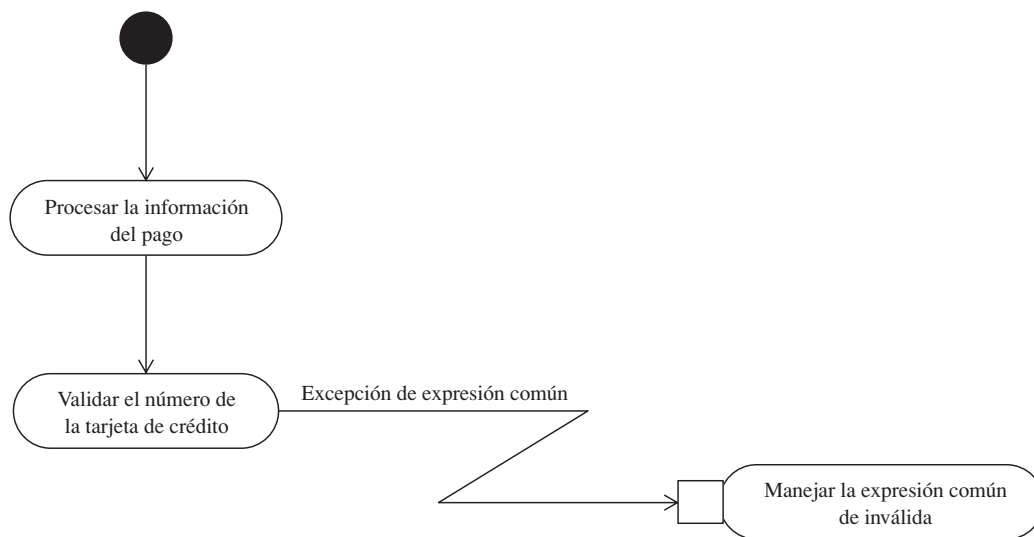 Procesar la información
del pago
Validar el número de
la tarjeta de crédito
Excepción de expresión común
Manejar la expresión común
de inválida